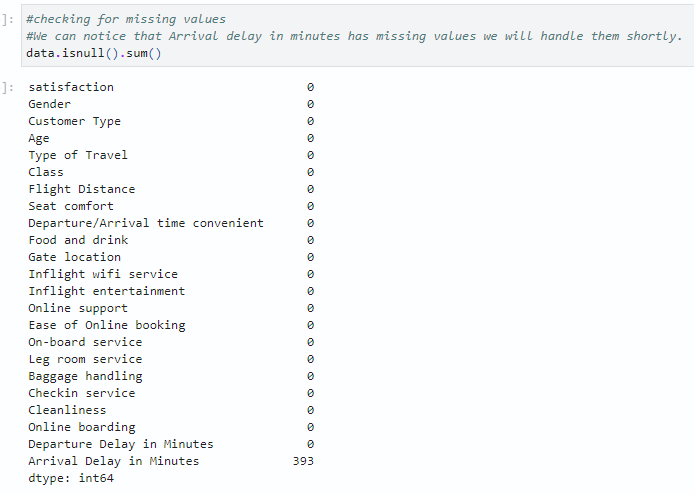 ]: #checking for missing values
#We can notice that Arrival delay in minutes has missing values we will handle them shortly.
data.isnull().sum()
]: satisfaction 0
Gender 0
Customer Type 0
Age 0
Type of Travel 0
Class 0
Flight Distance 0
Seat comfort 0
Departure/Arrival time convenient 0
Food and drink 0
Gate location 0
Inflight wifi service 0
Inflight entertainment 0
Online support 0
Ease of Online booking 0
On-board service 0
Leg room service 0
Baggage handling 0
Checkin service 0
Cleanliness 0
Online boarding 0
Departure Delay in Minutes 0
Arrival Delay in Minutes 393
dtype: int64